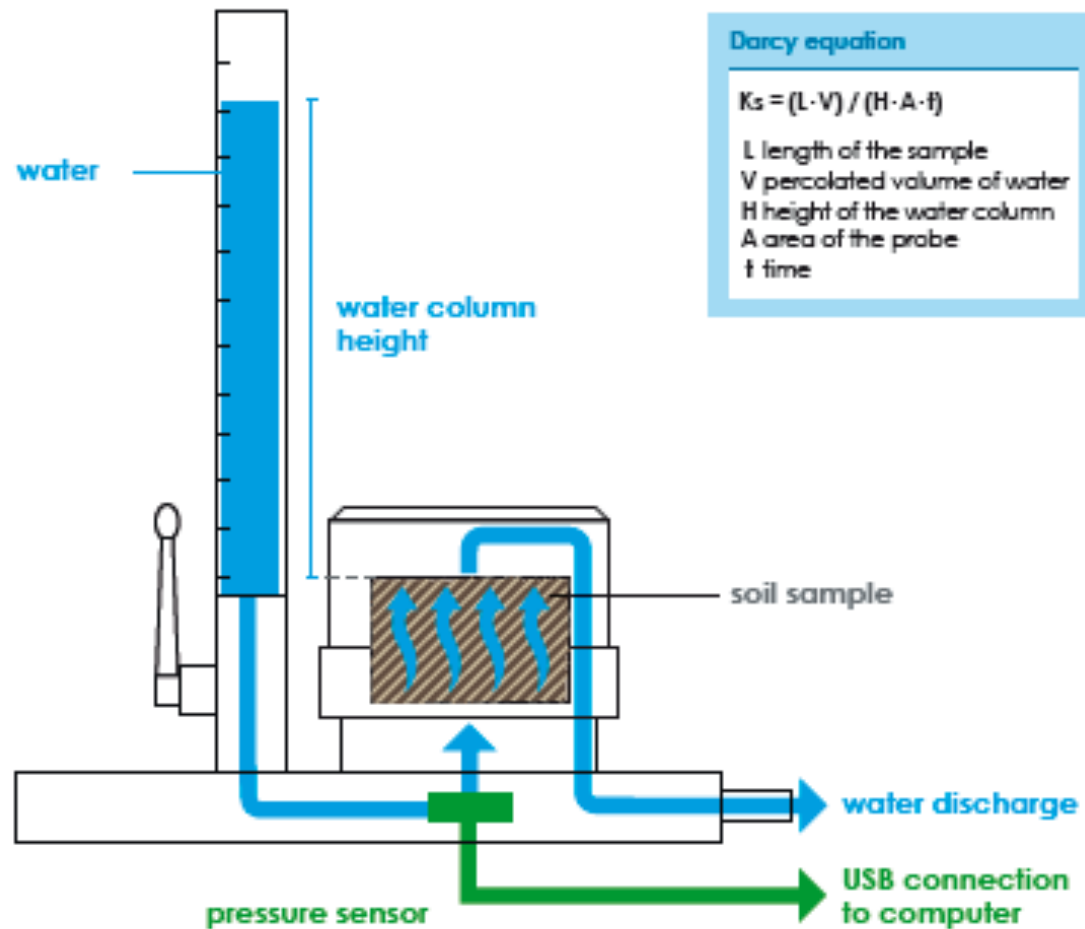 Darcy equation
Ks = (L·V) / (H·A·t)
L length of the sample
V percolated volume of water
H height of the water column
A area of the probe
t time
water
water column
height
soil sample
water discharge
USB connection
to computer
pressure sensor